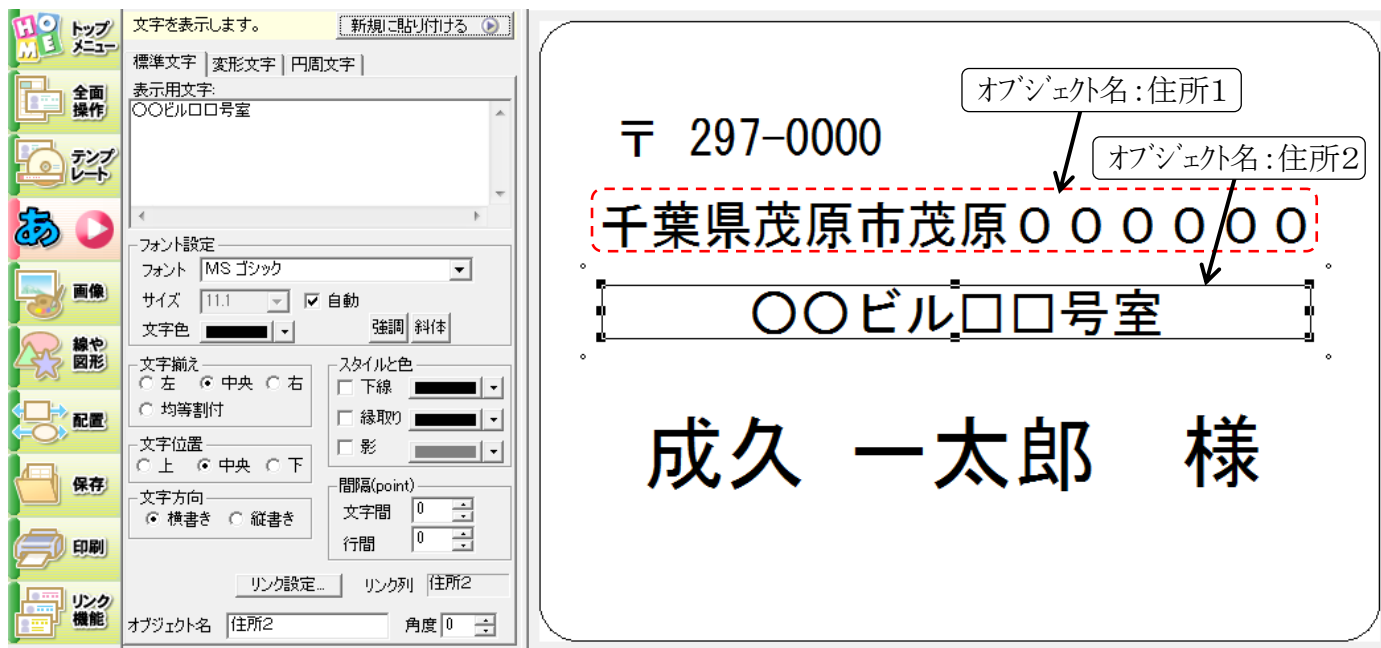 HOME
トップ
メニュー
全面
操作
テンプ
レート
あ
画像
線や
図形
配置
保存
印刷
リンク
機能
文字を表示します。 新規に貼り付ける
標準文字 変形文字 円周文字
表示用文字:
〇〇ビル□□号室
フォント設定
フォント MS ゴシック
サイズ 11.1 自動
文字色 強調 斜体
文字揃え
左 中央 右
均等割付
スタイルと色
下線
縁取り
影
文字位置
上 中央 下
文字方向
横書き 縦書き
間隔(point)
文字間 0
行間 0
リンク設定... リンク列 住所2
オブジェクト名 住所2 角度 0
オブジェクト名:住所1
〒 297-0000
オブジェクト名:住所2
千葉県茂原市茂原００００００
〇〇ビル□□号室
成久 一太郎 様